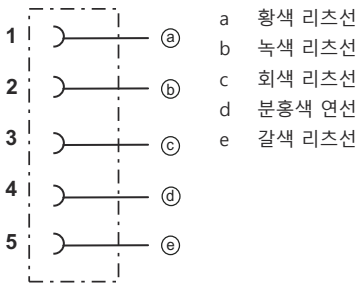 1 ⓐ
2 ⓑ
3 ⓒ
4 ⓓ
5 ⓔ
a 황색 리츠선
b 녹색 리츠선
c 회색 리츠선
d 분홍색 연선
e 갈색 리츠선